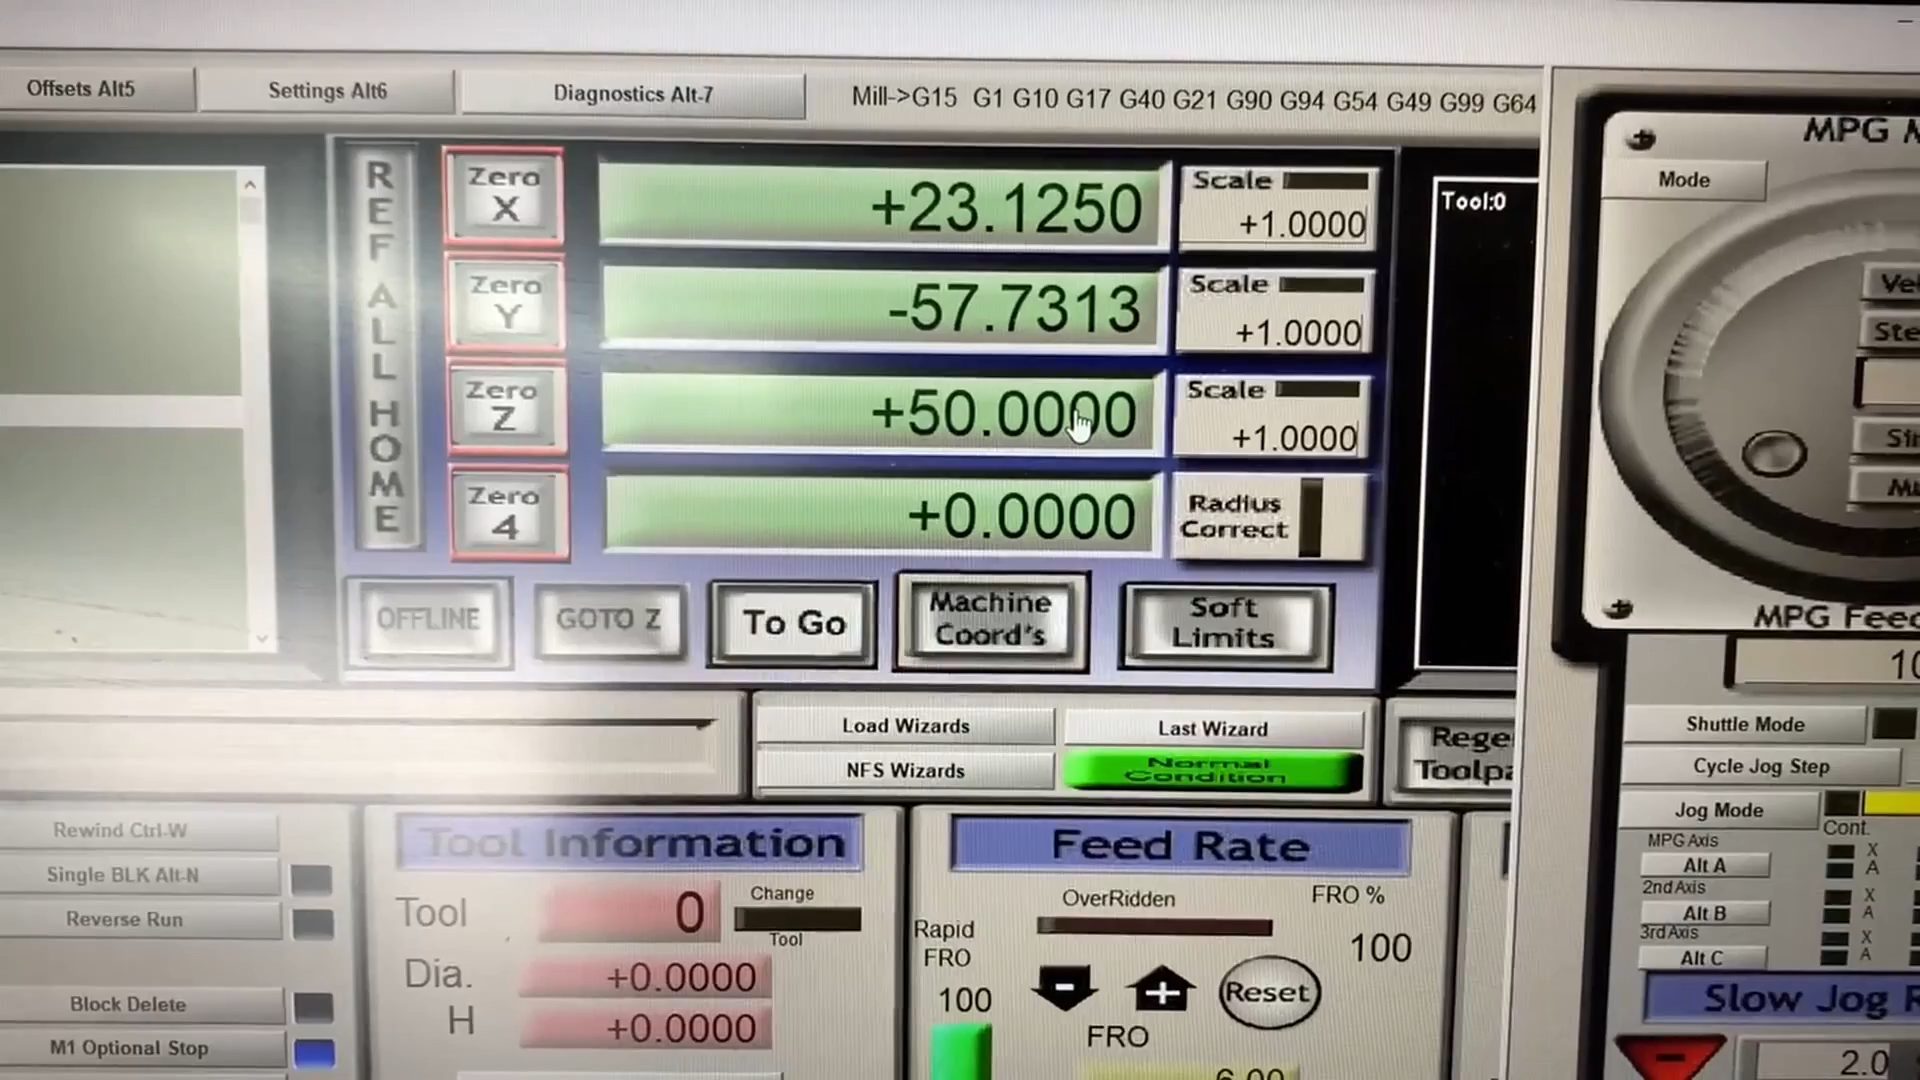 Offsets Alt5
Settings Alt6
Diagnostics Alt-7
Mill->G15 G1 G10 G17 G40 G21 G90 G94 G54 G49 G99 G64
REF ALL HOME
Zero X
+23.1250
Scale
+1.0000
Zero Y
-57.7313
Scale
+1.0000
Zero Z
+50.0000
Scale
+1.0000
Zero 4
+0.0000
Radius
Correct
OFFLINE
GOTO Z
To Go
Machine
Coord's
Soft
Limits
Tool:0
MPG
Mode
MPG
Shuttle Mode
Cycle Jog Step
Jog Mode
Cont.
MPG Axis
Alt A
X
A
2nd Axis
Alt B
X
A
3rd Axis
Alt C
X
A
Slow Jog
2.0
Load Wizards
Last Wizard
NFS Wizards
Normal
Condition
Rewind Ctrl-W
Single BLK Alt-N
Reverse Run
Block Delete
M1 Optional Stop
Tool Information
Tool
0
Change
Tool
Dia.
+0.0000
H
+0.0000
Feed Rate
OverRidden
FRO %
100
Rapid
FRO
100
-
+
Reset
FRO
6.00